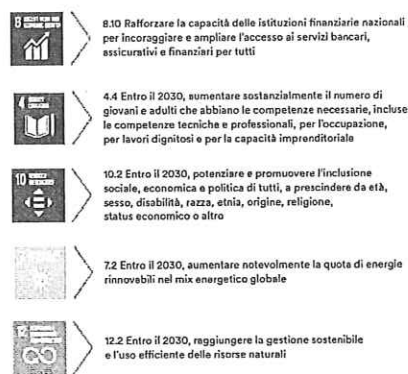 8
8.10 Rafforzare la capacità delle istituzioni finanziarie nazionali
per incoraggiare e ampliare l'accesso ai servizi bancari,
assicurativi e finanziari per tutti
4
4.4 Entro il 2030, aumentare sostanzialmente il numero di
giovani e adulti che abbiano le competenze necessarie, incluse
le competenze tecniche e professionali, per l'occupazione,
per lavori dignitosi e per la capacità imprenditoriale
10
10.2 Entro il 2030, potenziare e promuovere l'inclusione
sociale, economica e politica di tutti, a prescindere da età,
sesso, disabilità, razza, etnia, origine, religione,
status economico o altro
7.2 Entro il 2030, aumentare notevolmente la quota di energie
rinnovabili nel mix energetico globale
12
12.2 Entro il 2030, raggiungere la gestione sostenibile
e l'uso efficiente delle risorse naturali